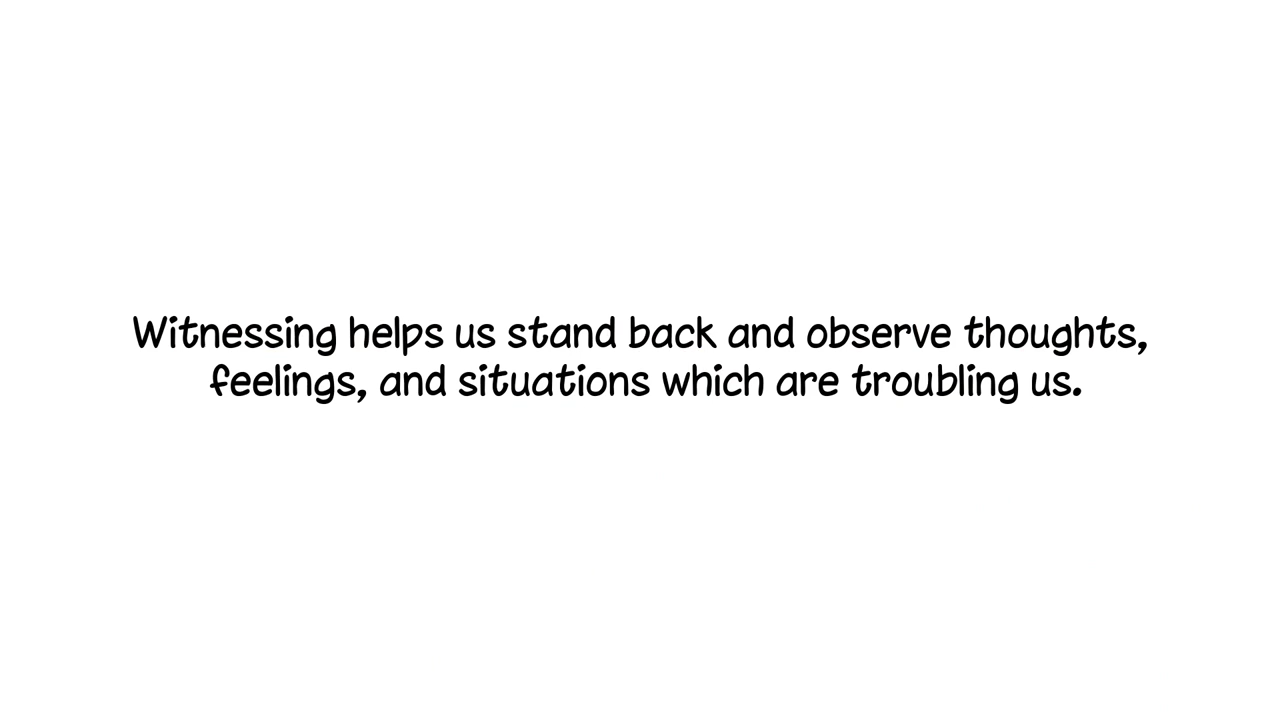 Witnessing helps us stand back and observe thoughts,
feelings, and situations which are troubling us.